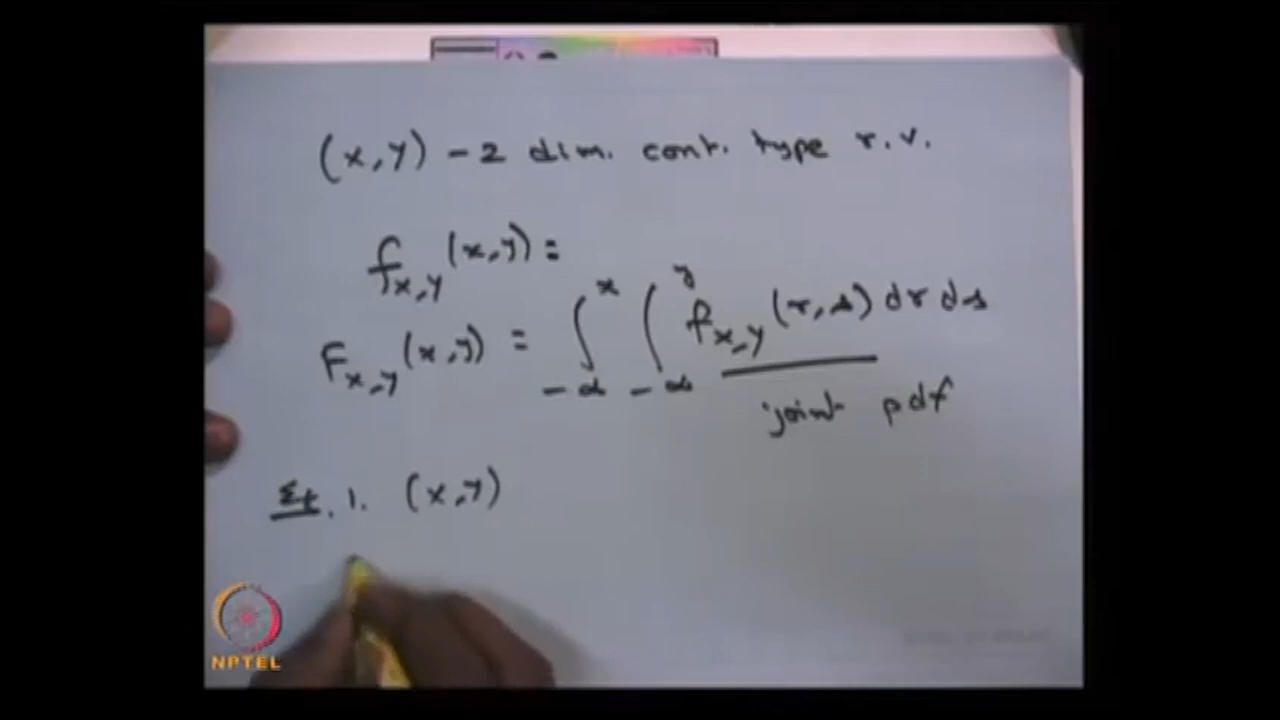 (x,y) - 2 dim. cont. type r.v.
f_{x,y}(x,y) =
F_{x,y}(x,y) = ∫_{-∞}^{x} ∫_{-∞}^{y} f_{x,y}(r,s) dr ds
joint pdf
Ex. 1. (x,y)
NPTEL